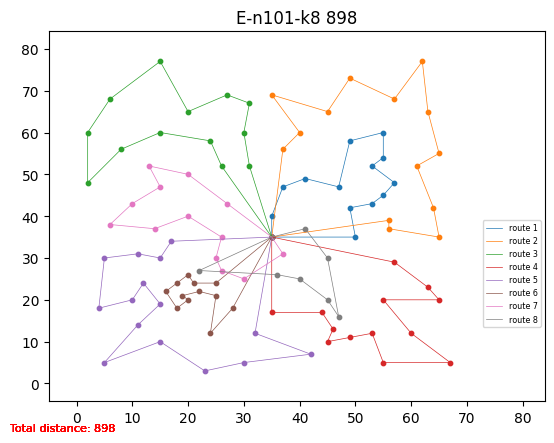 E-n101-k8 898
80
70
60
50
40
30
20
10
0
0 10 20 30 40 50 60 70 80
route 1
route 2
route 3
route 4
route 5
route 6
route 7
route 8
Total distance: 898